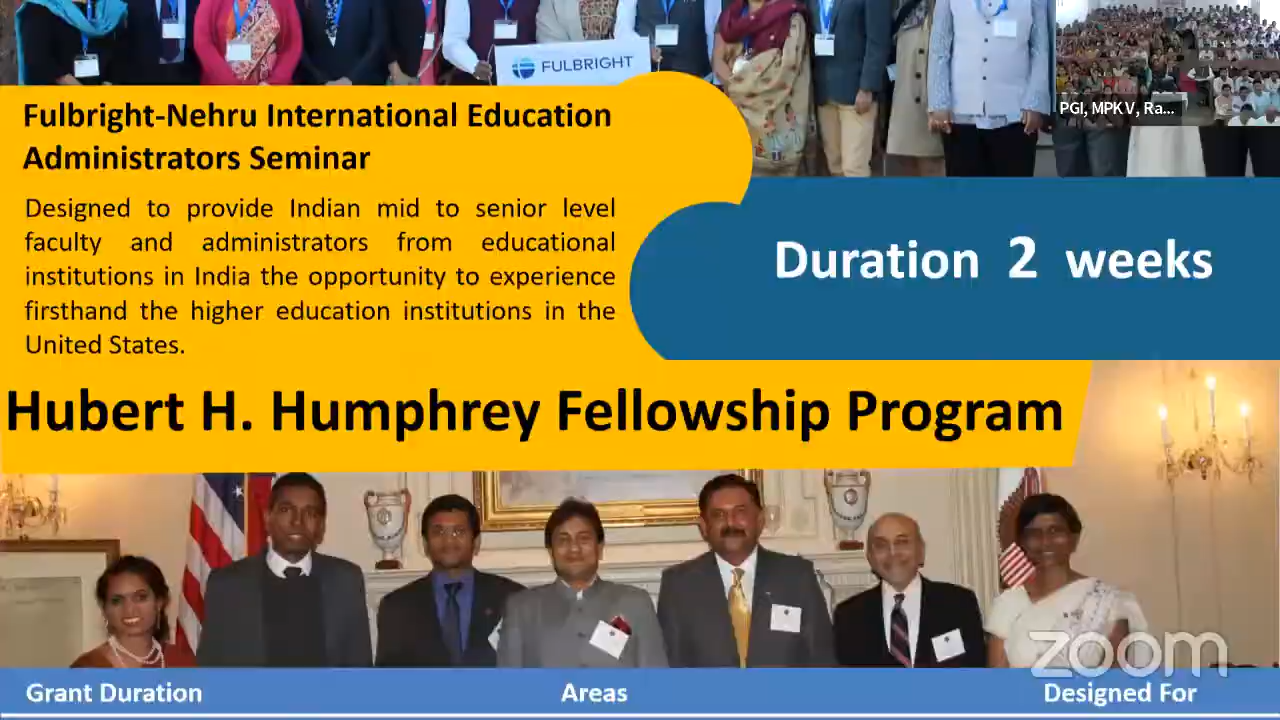 FULBRIGHT
PGI, MPKV, Ra...
Fulbright-Nehru International Education
Administrators Seminar
Designed to provide Indian mid to senior level
faculty and administrators from educational
institutions in India the opportunity to experience
firsthand the higher education institutions in the
United States.
Duration 2 weeks
Hubert H. Humphrey Fellowship Program
zoom
Grant Duration
Areas
Designed For